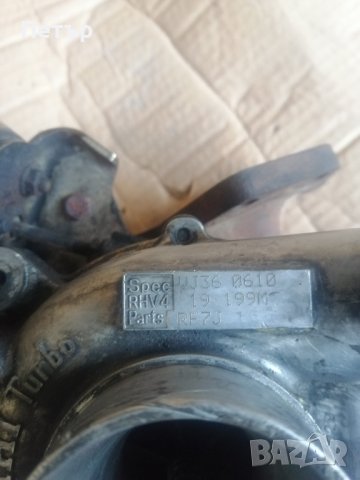 Петър
Spec VJ36 0610
RHV4 19 199M
Parts RF7J
Turbo
BAZAR